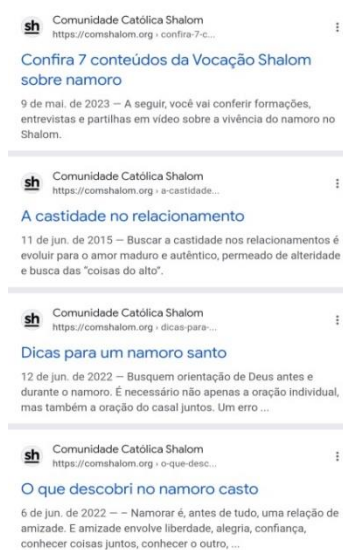 sh Comunidade Católica Shalom
https://comshalom.org › confira-7-c...
Confira 7 conteúdos da Vocação Shalom
sobre namoro
9 de mai. de 2023 — A seguir, você vai conferir formações,
entrevistas e partilhas em vídeo sobre a vivência do namoro no
Shalom.
sh Comunidade Católica Shalom
https://comshalom.org › a-castidade...
A castidade no relacionamento
11 de jun. de 2015 — Buscar a castidade nos relacionamentos é
evoluir para o amor maduro e autêntico, permeado de alteridade
e busca das “coisas do alto”.
sh Comunidade Católica Shalom
https://comshalom.org › dicas-para-...
Dicas para um namoro santo
12 de jun. de 2022 — Busquem orientação de Deus antes e
durante o namoro. É necessário não apenas a oração individual,
mas também a oração do casal juntos. Um erro ...
sh Comunidade Católica Shalom
https://comshalom.org › o-que-desc...
O que descobri no namoro casto
6 de jun. de 2022 — – Namorar é, antes de tudo, uma relação de
amizade. E amizade envolve liberdade, alegria, confiança,
conhecer coisas juntos, conhecer o outro, ...